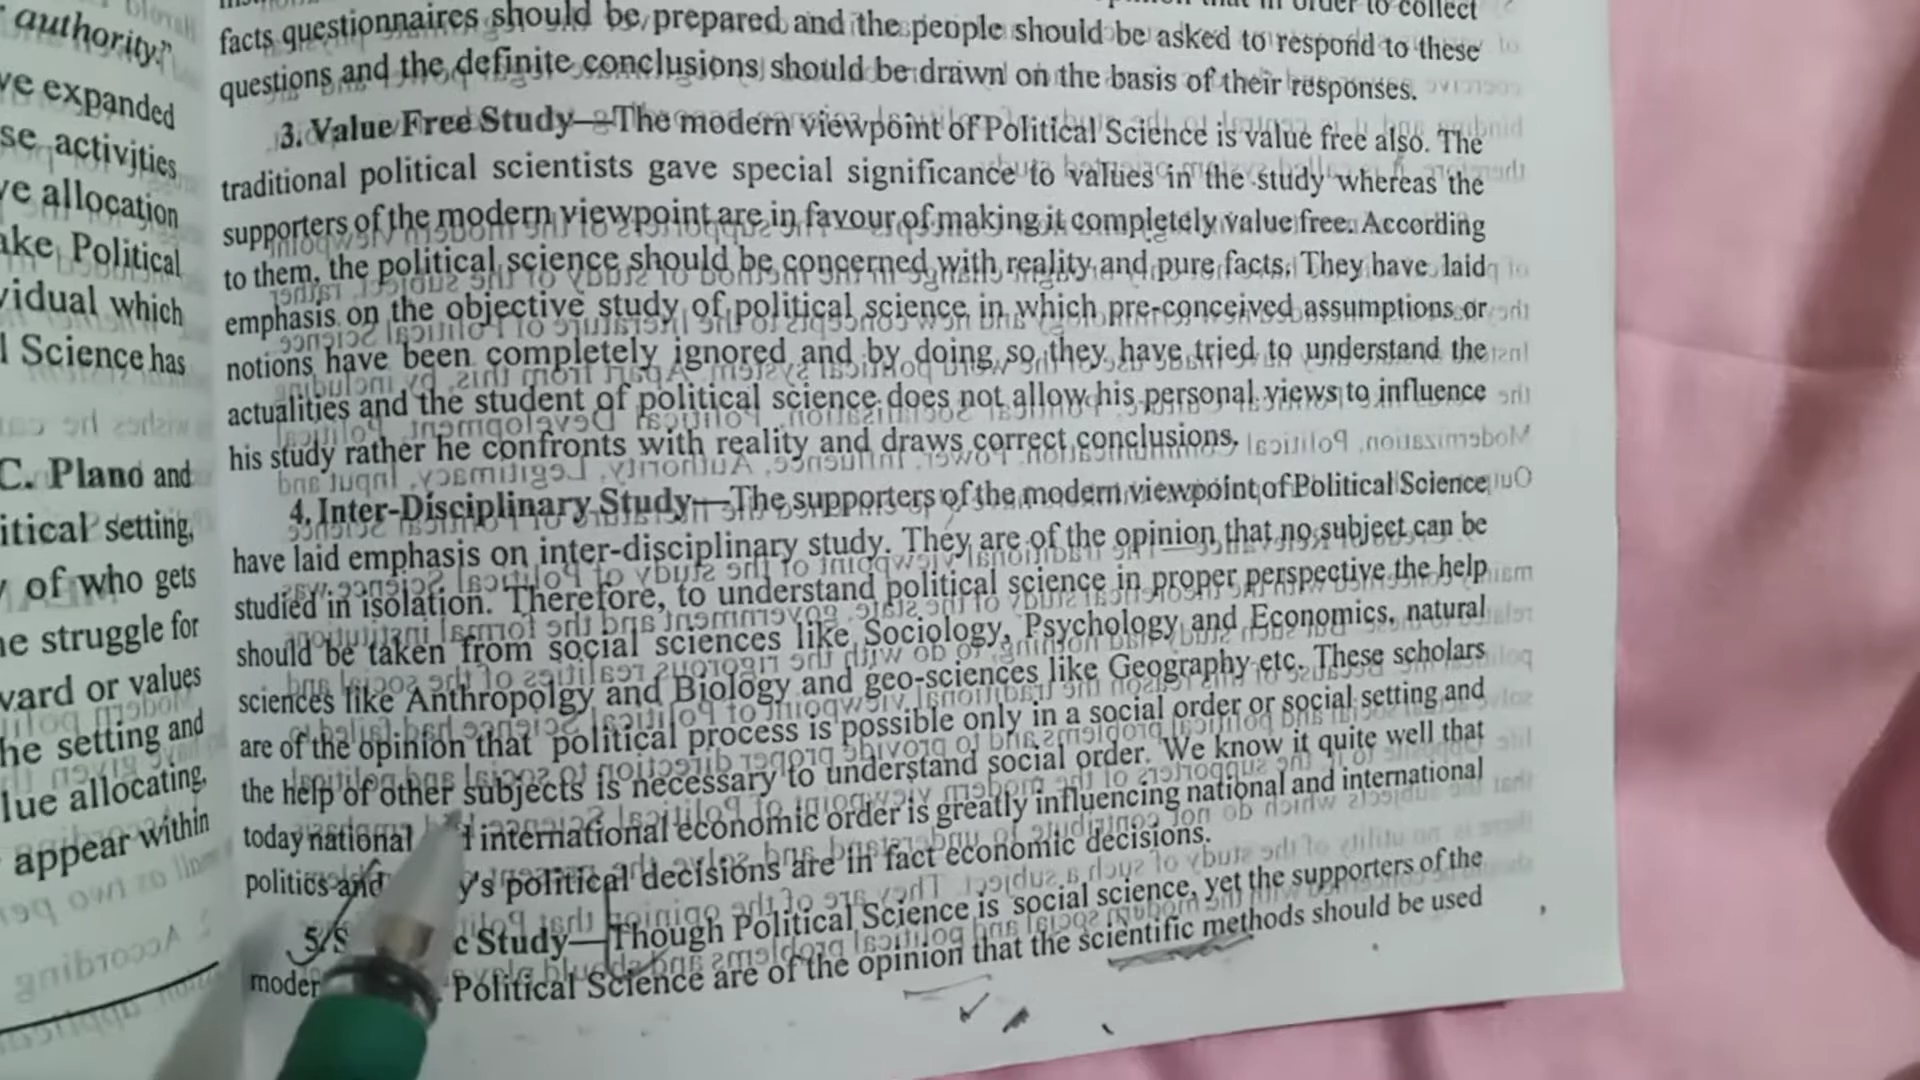 authority."
ve expanded
se activities
ve allocation
ake Political
vidual which
l Science has
C. Plano and
itical setting,
of who gets
he struggle for
ward or values
he setting and
lue allocating,
appear within
in order to collect
facts questionnaires should be prepared and the people should be asked to respond to these
questions and the definite conclusions should be drawn on the basis of their responses.
3. Value Free Study—The modern viewpoint of Political Science is value free also. The
traditional political scientists gave special significance to values in the study whereas the
supporters of the modern viewpoint are in favour of making it completely value free. According
to them, the political science should be concerned with reality and pure facts. They have laid
emphasis on the objective study of political science in which pre-conceived assumptions or
notions have been completely ignored and by doing so they have tried to understand the
actualities and the student of political science does not allow his personal views to influence
his study rather he confronts with reality and draws correct conclusions.
4. Inter-Disciplinary Study—The supporters of the modern viewpoint of Political Science
have laid emphasis on inter-disciplinary study. They are of the opinion that no subject can be
studied in isolation. Therefore, to understand political science in proper perspective the help
should be taken from social sciences like Sociology, Psychology and Economics, natural
sciences like Anthropolgy and Biology and geo-sciences like Geography etc. These scholars
are of the opinion that political process is possible only in a social order or social setting and
the help of other subjects is necessary to understand social order. We know it quite well that
today national international economic order is greatly influencing national and international
politics and y's political decisions are in fact economic decisions.
5. S c Study—Though Political Science is social science, yet the supporters of the
moder Political Science are of the opinion that the scientific methods should be used